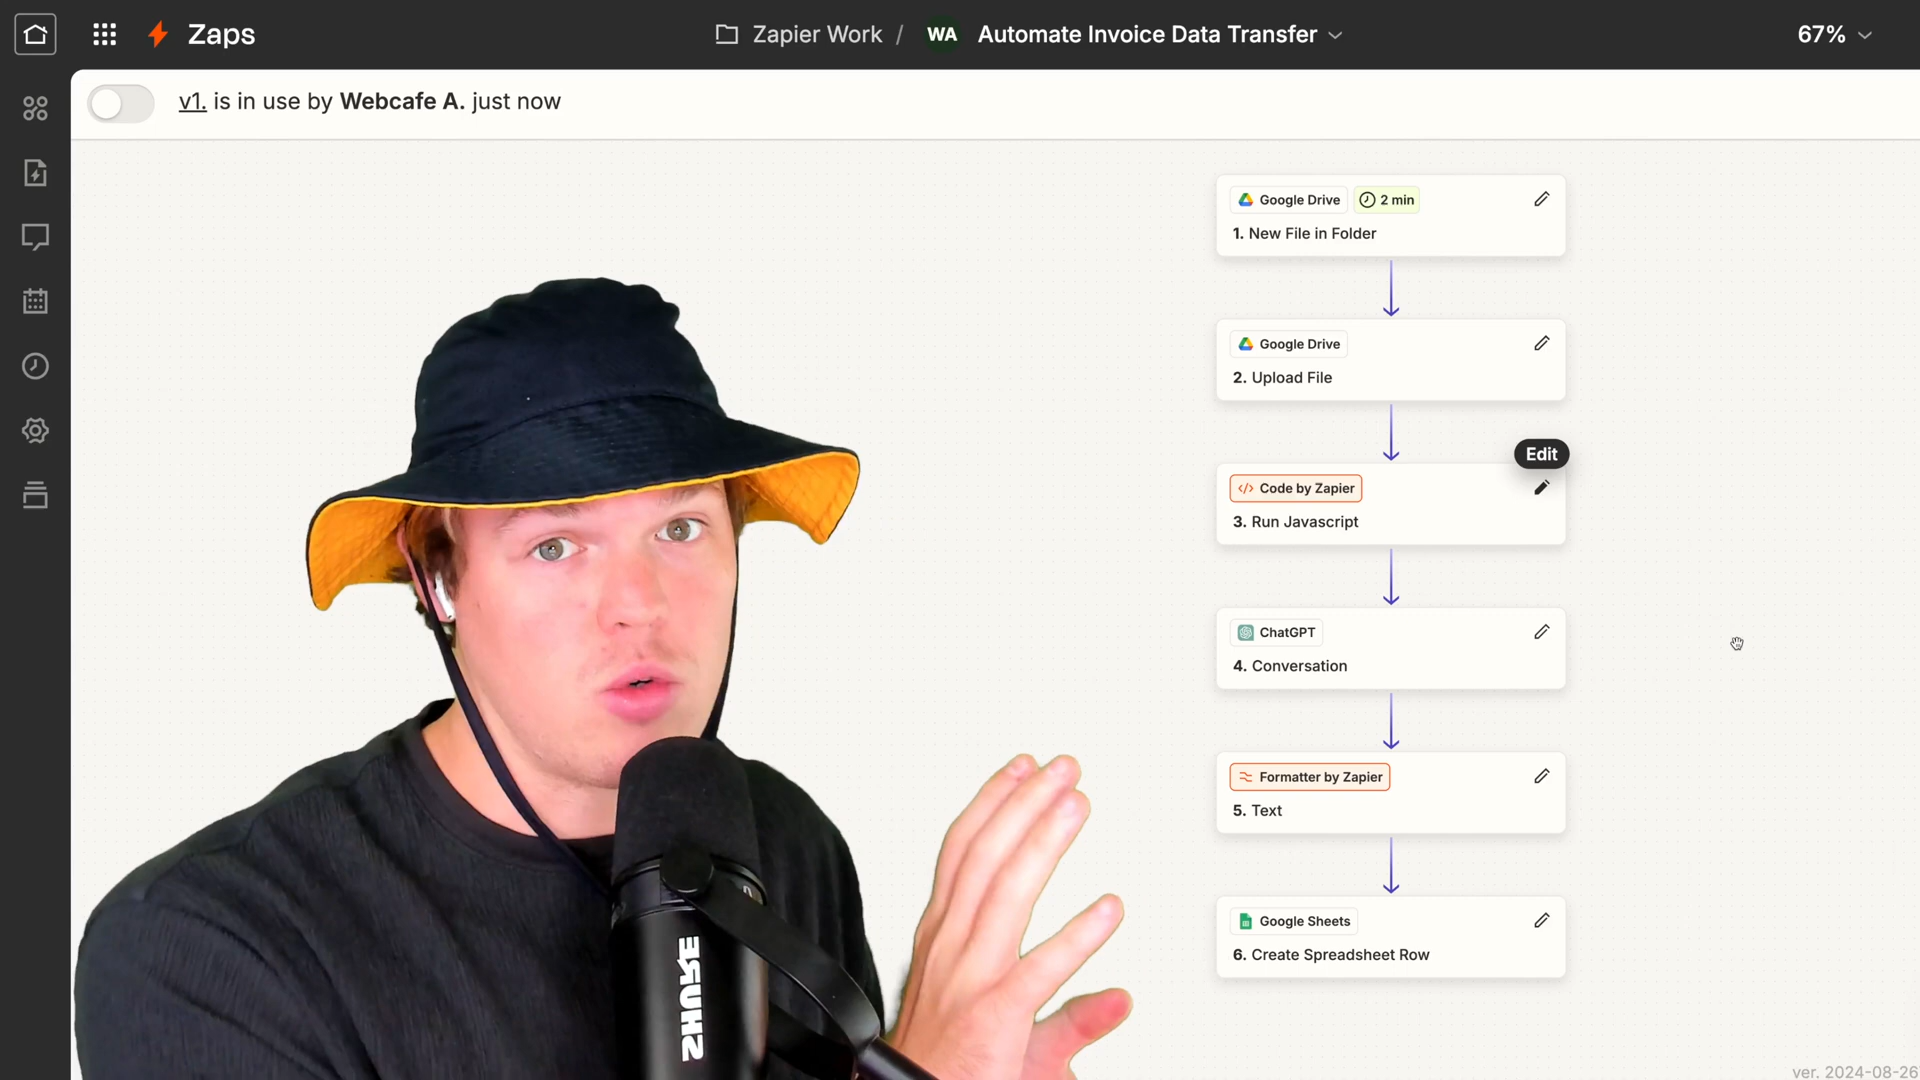 Zaps
Zapier Work / WA Automate Invoice Data Transfer
67%
v1. is in use by Webcafe A. just now
Google Drive 2 min
1. New File in Folder
Google Drive
2. Upload File
Edit
Code by Zapier
3. Run Javascript
ChatGPT
4. Conversation
Formatter by Zapier
5. Text
Google Sheets
6. Create Spreadsheet Row
SHURE
ver. 2024-08-26